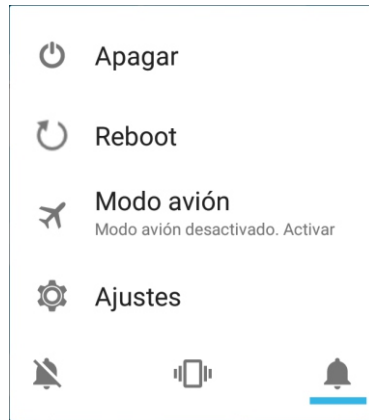 Apagar
Reboot
Modo avión
Modo avión desactivado. Activar
Ajustes